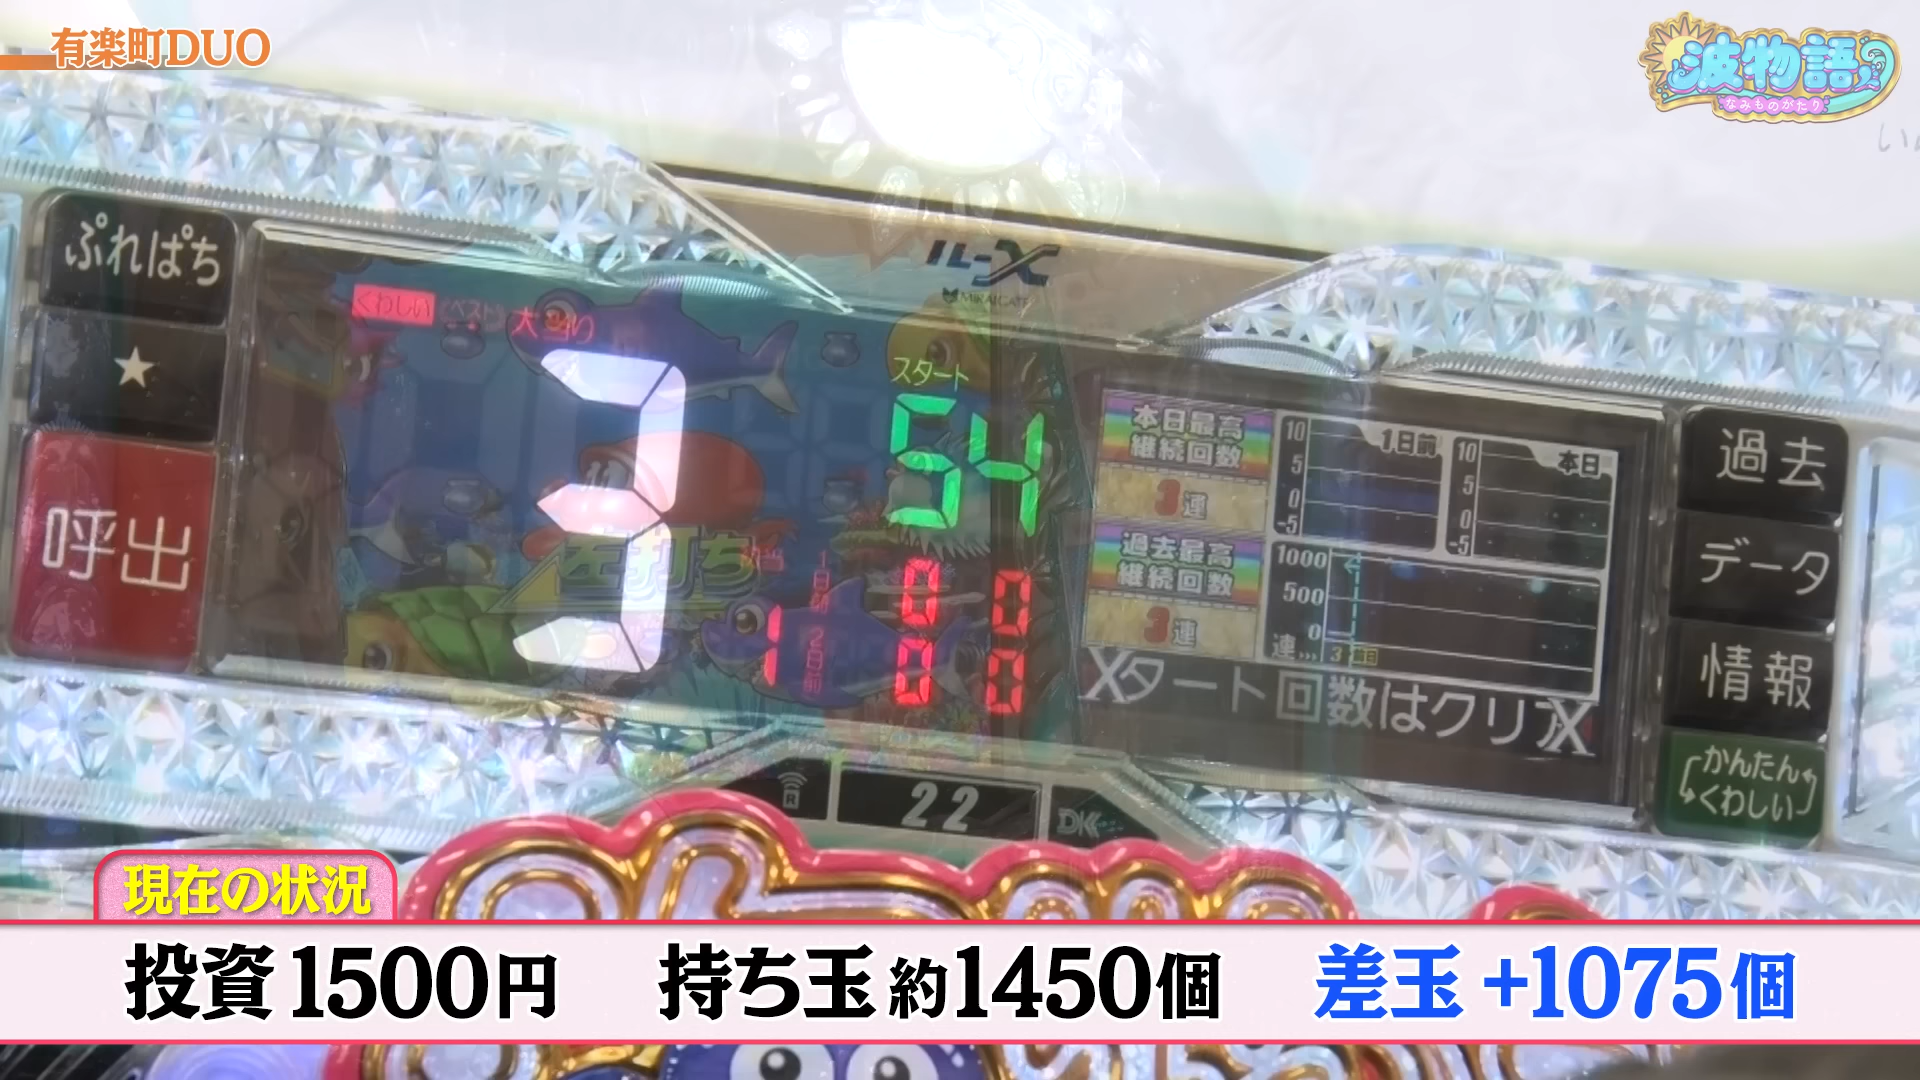 有楽町DUO
波物語
なみものがたり
ぷれぱち
★
呼出
IL-X
MIRAIGATE
くわしい
大当り
スタート
3
54
左打ち
1
1日前
2日前
0 0
0 0
本日最高
継続回数
3連
過去最高
継続回数
3連
10
5
0
-5
1日前
10
5
0
-5
本日
1000
500
0
連...
3
スタート回数はクリア
過去
データ
情報
かんたん
くわしい
R
22
DK
現在の状況
投資1500円 持ち玉約1450個 差玉+1075個